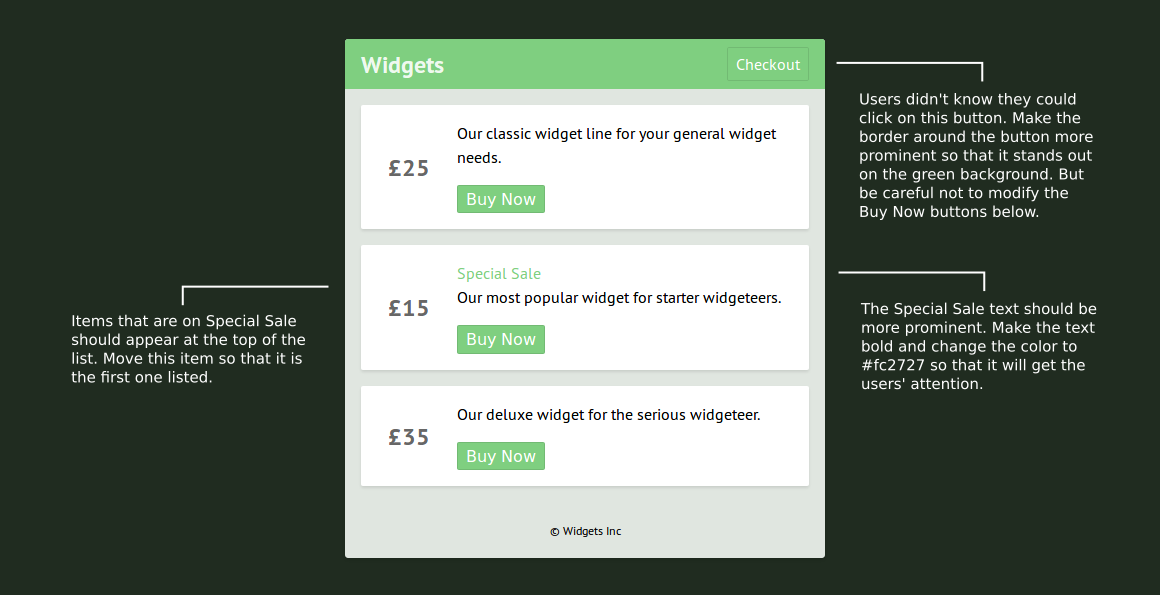 Widgets
Checkout
Our classic widget line for your general widget
needs.
£25
Buy Now
Special Sale
Our most popular widget for starter widgeteers.
£15
Buy Now
Our deluxe widget for the serious widgeteer.
£35
Buy Now
© Widgets Inc
Users didn't know they could
click on this button. Make the
border around the button more
prominent so that it stands out
on the green background. But
be careful not to modify the
Buy Now buttons below.
Items that are on Special Sale
should appear at the top of the
list. Move this item so that it is
the first one listed.
The Special Sale text should be
more prominent. Make the text
bold and change the color to
#fc2727 so that it will get the
users' attention.